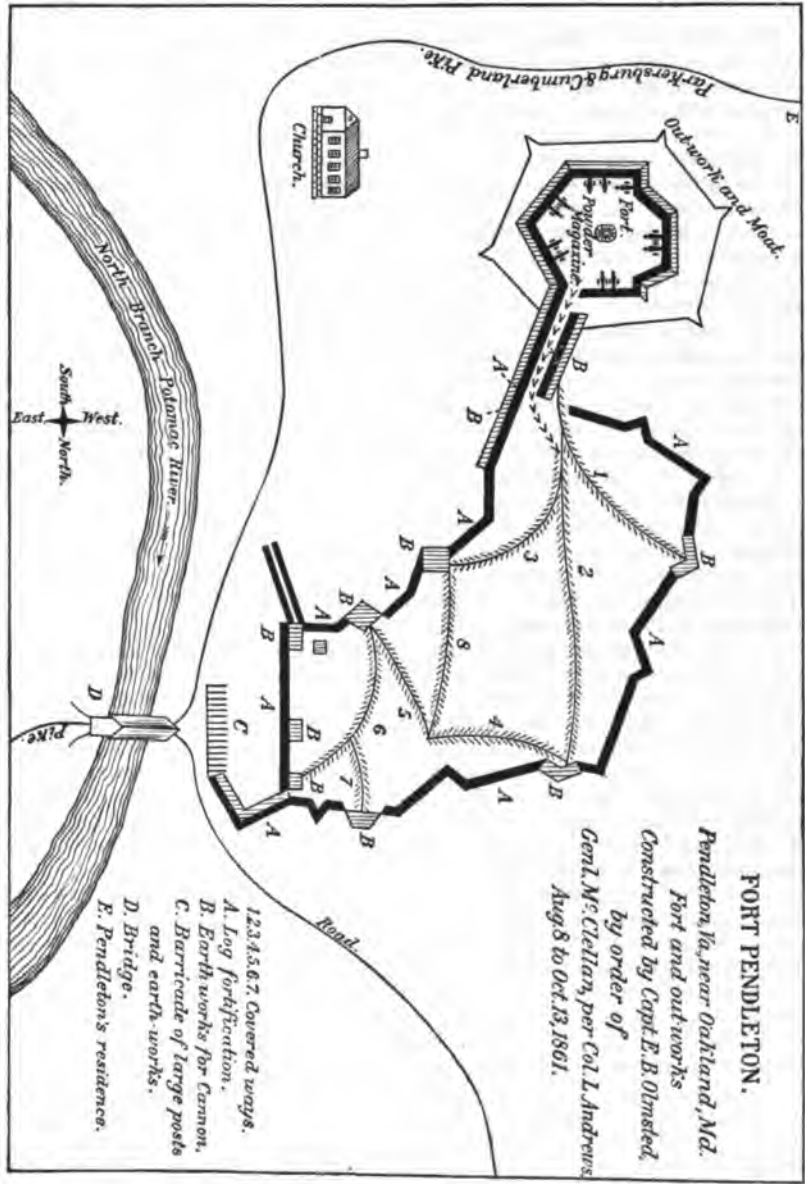 FORT PENDLETON.
Pendleton, Va, near Oakland, Md.
Fort and out-works
Constructed by Capt. E. B. Olmsted,
by order of
Genl. Mc. Clellan, per Col. L. Andrews,
Aug. 8 to Oct. 13, 1861.
1.2.3.4.5.6.7. Covered ways.
A. Log fortification.
B. Earth works for Cannon.
C. Barricade of large posts
and earth-works.
D. Bridge.
E. Pendleton's residence.
E
Parkersburg & Cumberland Pike.
Outwork and Moat.
Fort.
Powder
Magazine
Church.
North Branch Potomac River.
South
East West.
North.
A
B
B
A
1
B
2
3
A
A
B
A
B
8
A
B
A
B
B
C
5
6
4
7
B
A
B
A
D
Pike.
Road.